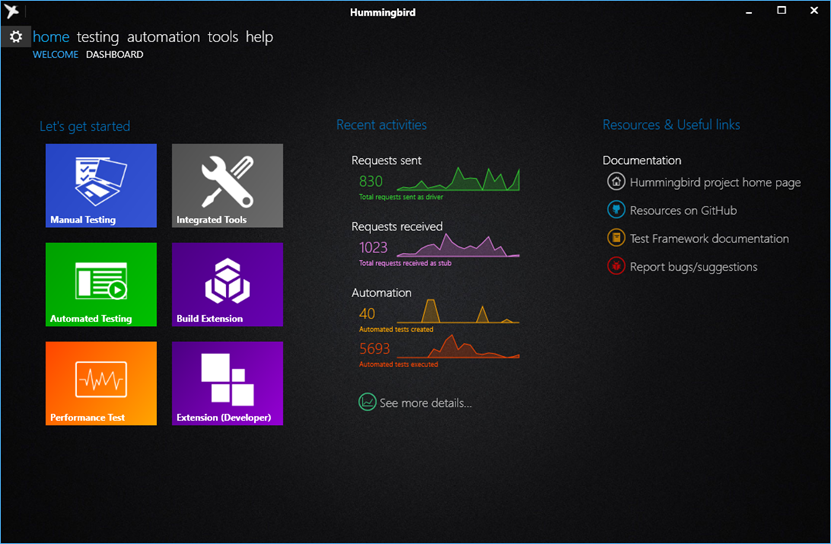 Hummingbird
home testing automation tools help
WELCOME DASHBOARD
Let's get started
Manual Testing
Integrated Tools
Automated Testing
Build Extension
Performance Test
Extension (Developer)
Recent activities
Requests sent
830
Total requests sent as driver
Requests received
1023
Total requests received as stub
Automation
40
Automated tests created
5693
Automated tests executed
See more details...
Resources & Useful links
Documentation
Hummingbird project home page
Resources on GitHub
Test Framework documentation
Report bugs/suggestions